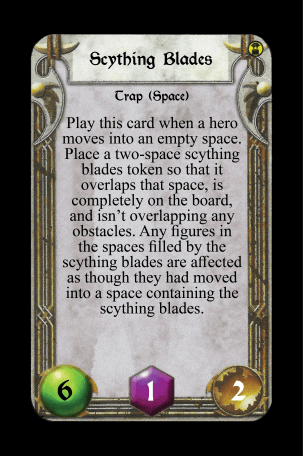 Scything Blades
Trap (Space)
Play this card when a hero
moves into an empty space.
Place a two-space scything
blades token so that it
overlaps that space, is
completely on the board,
and isn't overlapping any
obstacles. Any figures in
the spaces filled by the
scything blades are affected
as though they had moved
into a space containing the
scything blades.
6 1 2